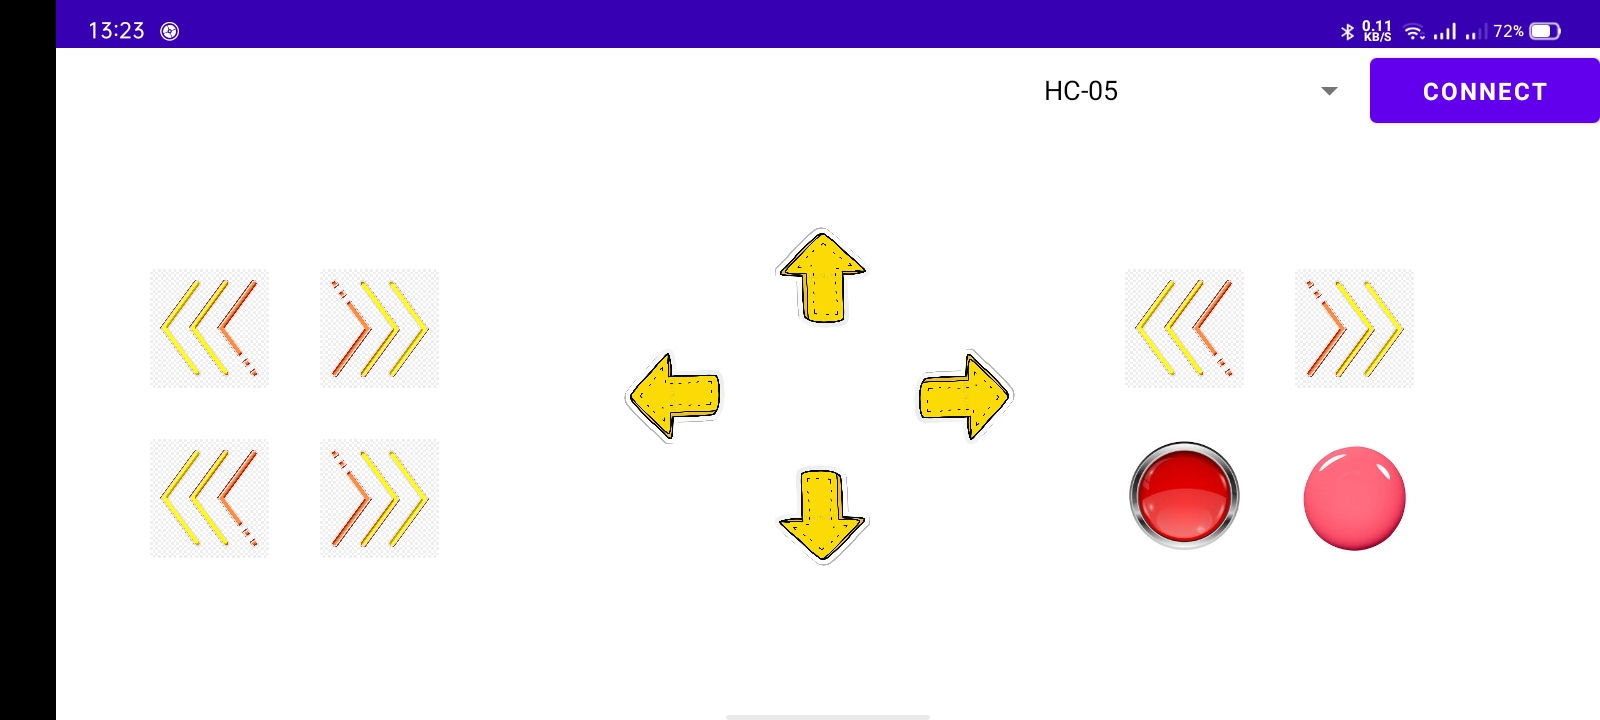 13:23
0.11
KB/S
72%
HC-05
CONNECT